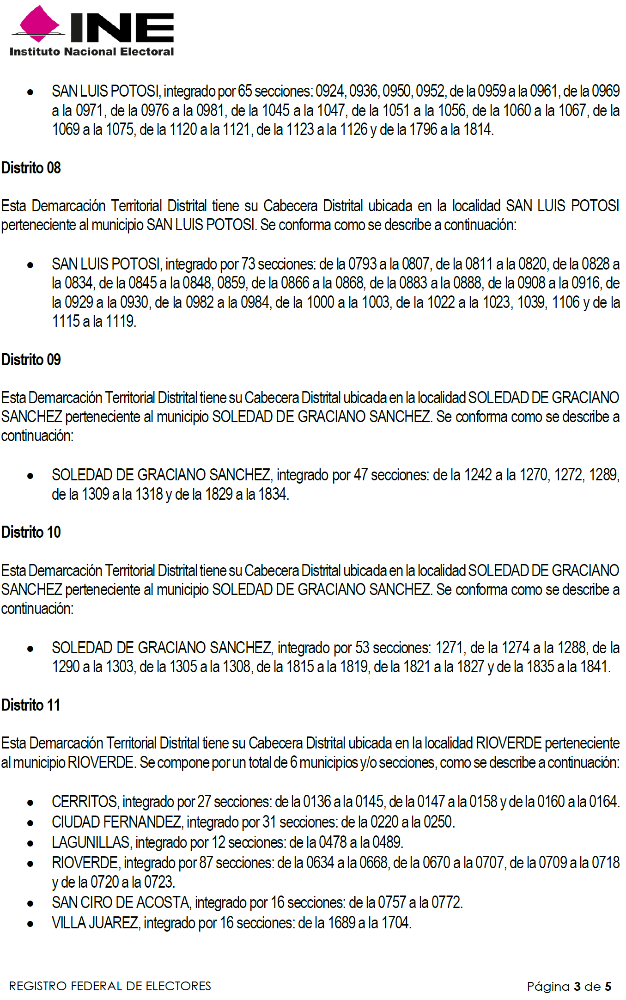 INE
Instituto Nacional Electoral
● SAN LUIS POTOSI, integrado por 65 secciones: 0924, 0936, 0950, 0952, de la 0959 a la 0961, de la 0969
a la 0971, de la 0976 a la 0981, de la 1045 a la 1047, de la 1051 a la 1056, de la 1060 a la 1067, de la
1069 a la 1075, de la 1120 a la 1121, de la 1123 a la 1126 y de la 1796 a la 1814.
Distrito 08
Esta Demarcación Territorial Distrital tiene su Cabecera Distrital ubicada en la localidad SAN LUIS POTOSI
perteneciente al municipio SAN LUIS POTOSI. Se conforma como se describe a continuación:
● SAN LUIS POTOSI, integrado por 73 secciones: de la 0793 a la 0807, de la 0811 a la 0820, de la 0828 a
la 0834, de la 0845 a la 0848, 0859, de la 0866 a la 0868, de la 0883 a la 0888, de la 0908 a la 0916, de
la 0929 a la 0930, de la 0982 a la 0984, de la 1000 a la 1003, de la 1022 a la 1023, 1039, 1106 y de la
1115 a la 1119.
Distrito 09
Esta Demarcación Territorial Distrital tiene su Cabecera Distrital ubicada en la localidad SOLEDAD DE GRACIANO
SANCHEZ perteneciente al municipio SOLEDAD DE GRACIANO SANCHEZ. Se conforma como se describe a
continuación:
● SOLEDAD DE GRACIANO SANCHEZ, integrado por 47 secciones: de la 1242 a la 1270, 1272, 1289,
de la 1309 a la 1318 y de la 1829 a la 1834.
Distrito 10
Esta Demarcación Territorial Distrital tiene su Cabecera Distrital ubicada en la localidad SOLEDAD DE GRACIANO
SANCHEZ perteneciente al municipio SOLEDAD DE GRACIANO SANCHEZ. Se conforma como se describe a
continuación:
● SOLEDAD DE GRACIANO SANCHEZ, integrado por 53 secciones: 1271, de la 1274 a la 1288, de la
1290 a la 1303, de la 1305 a la 1308, de la 1815 a la 1819, de la 1821 a la 1827 y de la 1835 a la 1841.
Distrito 11
Esta Demarcación Territorial Distrital tiene su Cabecera Distrital ubicada en la localidad RIOVERDE perteneciente
al municipio RIOVERDE. Se compone por un total de 6 municipios y/o secciones, como se describe a continuación:
● CERRITOS, integrado por 27 secciones: de la 0136 a la 0145, de la 0147 a la 0158 y de la 0160 a la 0164.
● CIUDAD FERNANDEZ, integrado por 31 secciones: de la 0220 a la 0250.
● LAGUNILLAS, integrado por 12 secciones: de la 0478 a la 0489.
● RIOVERDE, integrado por 87 secciones: de la 0634 a la 0668, de la 0670 a la 0707, de la 0709 a la 0718
y de la 0720 a la 0723.
● SAN CIRO DE ACOSTA, integrado por 16 secciones: de la 0757 a la 0772.
● VILLA JUAREZ, integrado por 16 secciones: de la 1689 a la 1704.
REGISTRO FEDERAL DE ELECTORES
Página 3 de 5